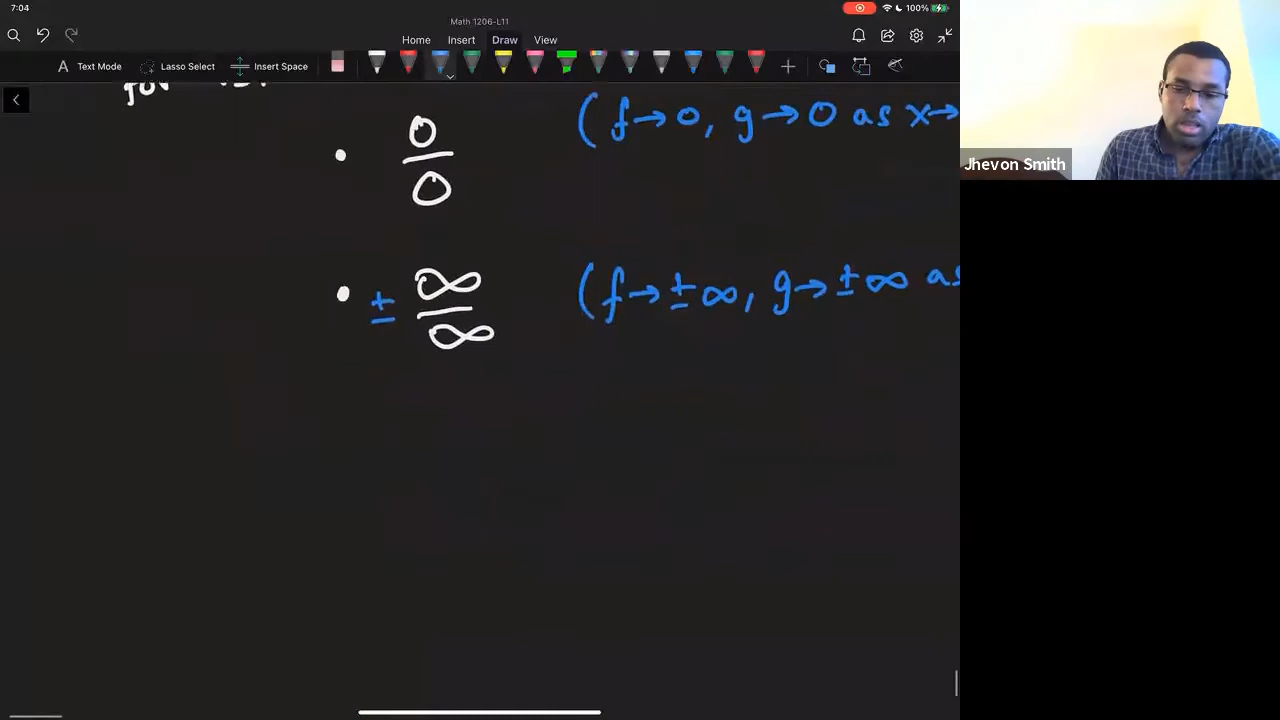 7:04
100%
Math 1206-L11
Home Insert Draw View
Text Mode Lasso Select Insert Space
for
• 0/0 (f→0, g→0 as x→
• ± ∞/∞ (f→±∞, g→±∞ as
Jhevon Smith